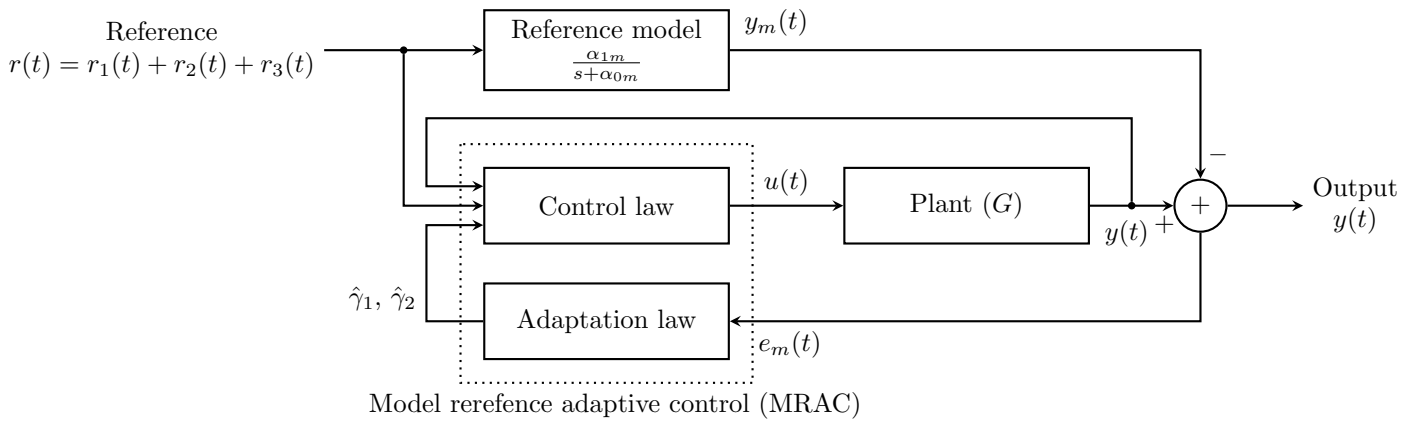 Reference
r(t) = r₁(t) + r₂(t) + r₃(t)
Reference model
α₁ₘ / (s+α₀ₘ)
yₘ(t)
−
Control law
u(t)
Plant (G)
y(t)
+
+
Output
y(t)
γ̂₁, γ̂₂
Adaptation law
eₘ(t)
Model rerefence adaptive control (MRAC)